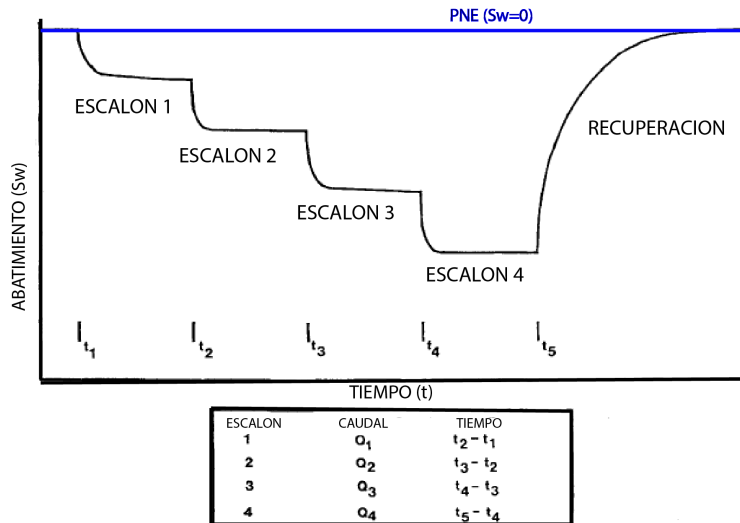 PNE (Sw=0)
ESCALON 1
ESCALON 2
ESCALON 3
ESCALON 4
RECUPERACION
ABATIMIENTO (Sw)
t1 t2 t3 t4 t5
TIEMPO (t)
ESCALON CAUDAL TIEMPO
1 Q1 t2 - t1
2 Q2 t3 - t2
3 Q3 t4 - t3
4 Q4 t5 - t4